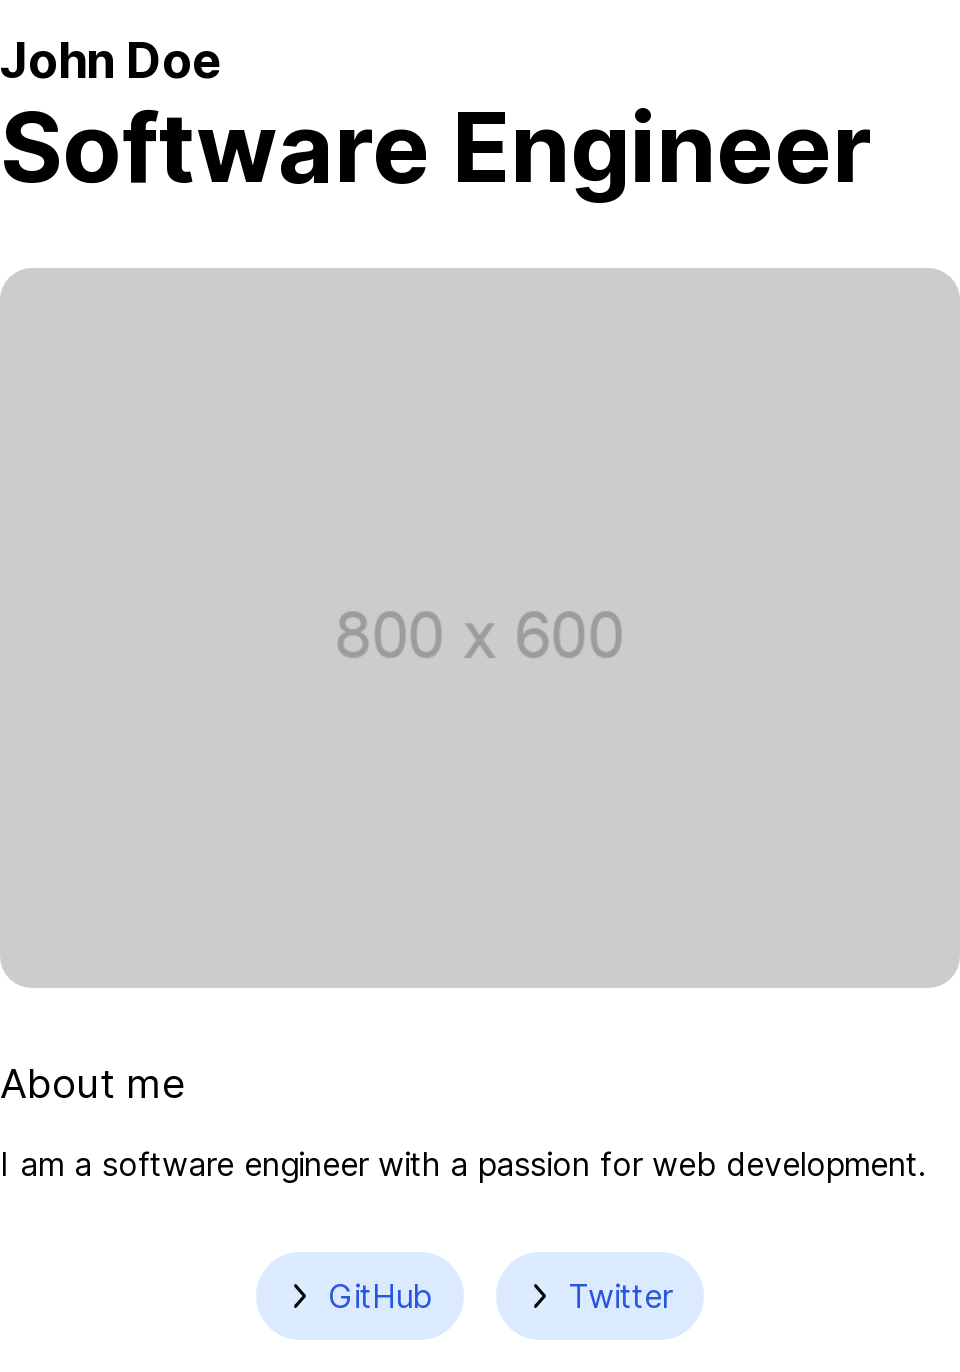 John Doe
Software Engineer
800 x 600
About me
I am a software engineer with a passion for web development.
GitHub
Twitter